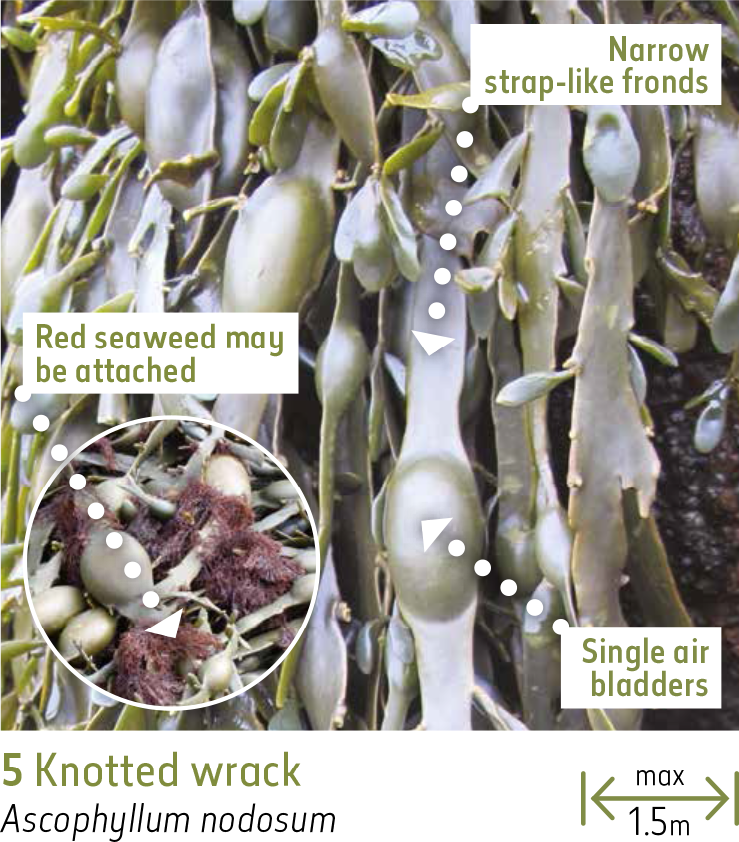 Narrow
strap-like fronds
Red seaweed may
be attached
Single air
bladders
5 Knotted wrack
Ascophyllum nodosum
max
1.5m